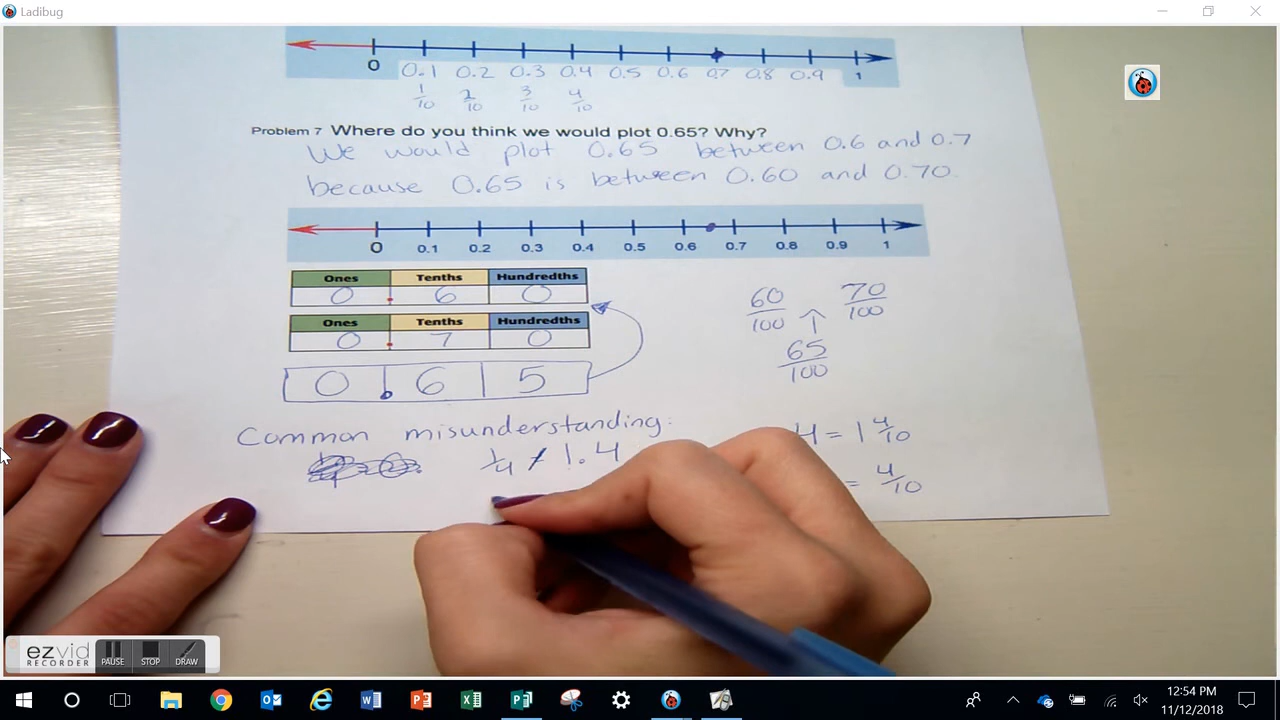 Ladibug
0 0.1 0.2 0.3 0.4 0.5 0.6 0.7 0.8 0.9 1
1/10 2/10 3/10 4/10
Problem 7 Where do you think we would plot 0.65? Why?
We would plot 0.65 between 0.6 and 0.7
because 0.65 is between 0.60 and 0.70.
0 0.1 0.2 0.3 0.4 0.5 0.6 0.7 0.8 0.9 1
Ones Tenths Hundredths
0 . 6 0
Ones Tenths Hundredths
0 . 7 0
0 . 6 5
60/100 70/100
65/100
Common misunderstanding:
1/4 ≠ 1.4
4 = 1 4/10
= 4/10
ezvid
RECORDER
PAUSE STOP DRAW
12:54 PM
11/12/2018